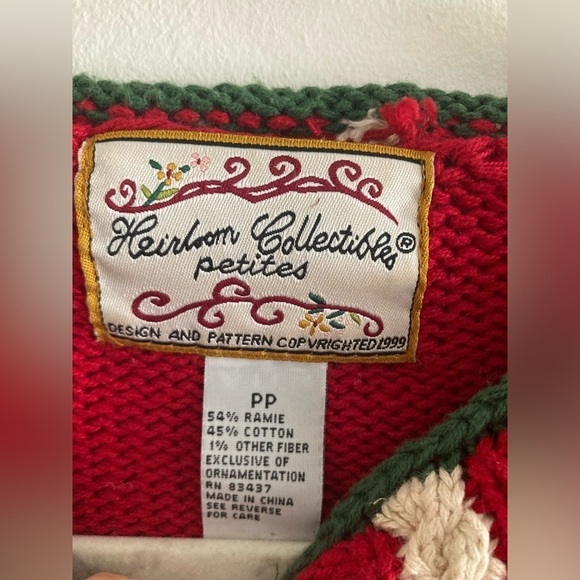 Heirloom Collectibles®
petites
DESIGN AND PATTERN COPYRIGHTED 1999
PP
54% RAMIE
45% COTTON
1% OTHER FIBER
EXCLUSIVE OF
ORNAMENTATION
RN 83437
MADE IN CHINA
SEE REVERSE
FOR CARE